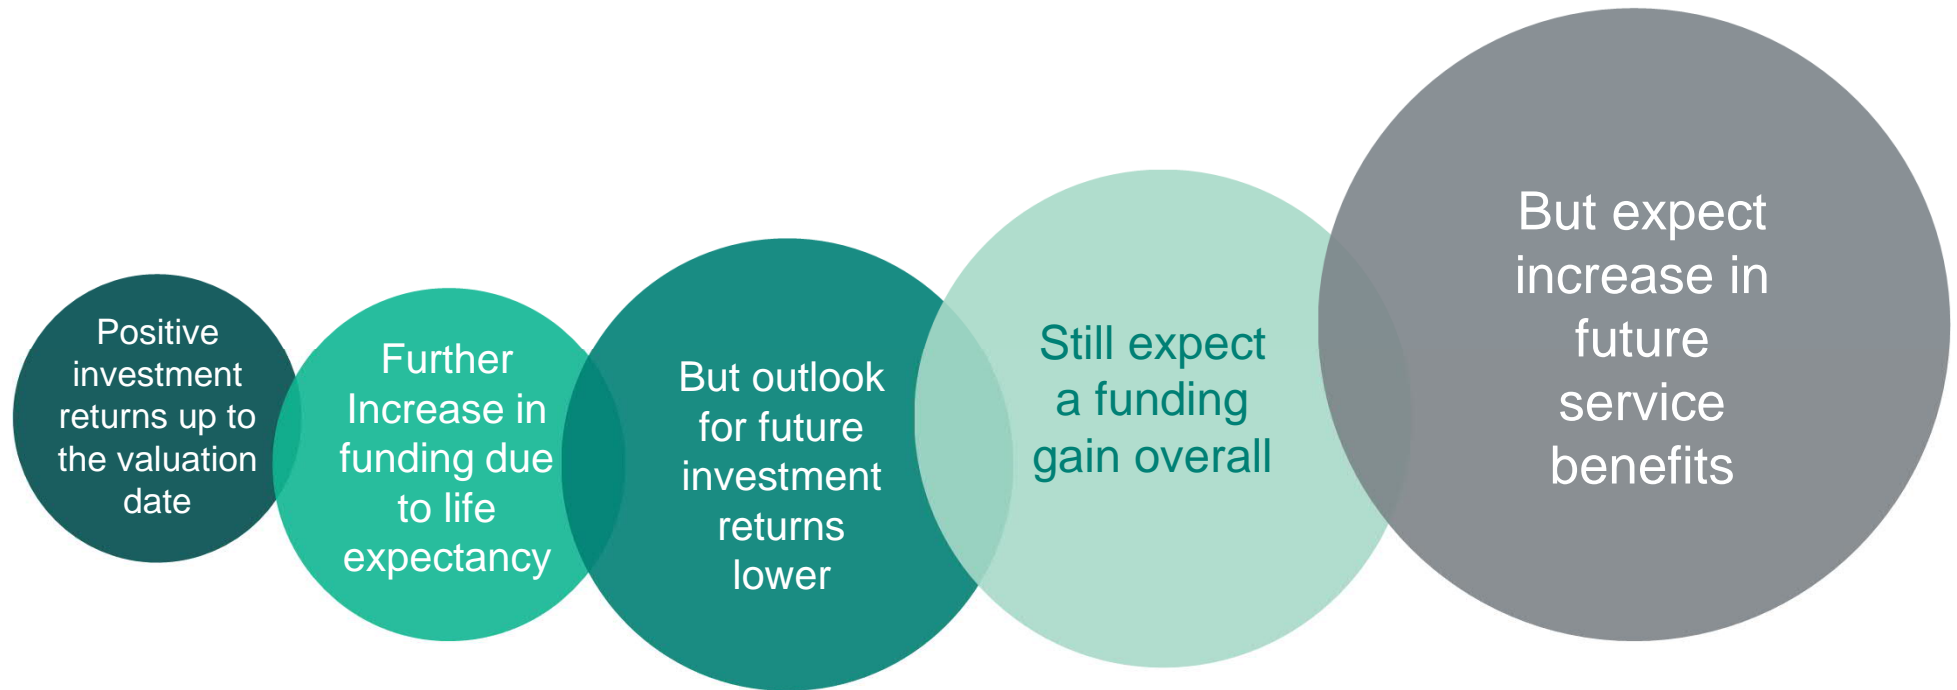 Positive
investment
returns up to
the valuation
date
Further
Increase in
funding due
to life
expectancy
But outlook
for future
investment
returns
lower
Still expect
a funding
gain overall
But expect
increase in
future
service
benefits